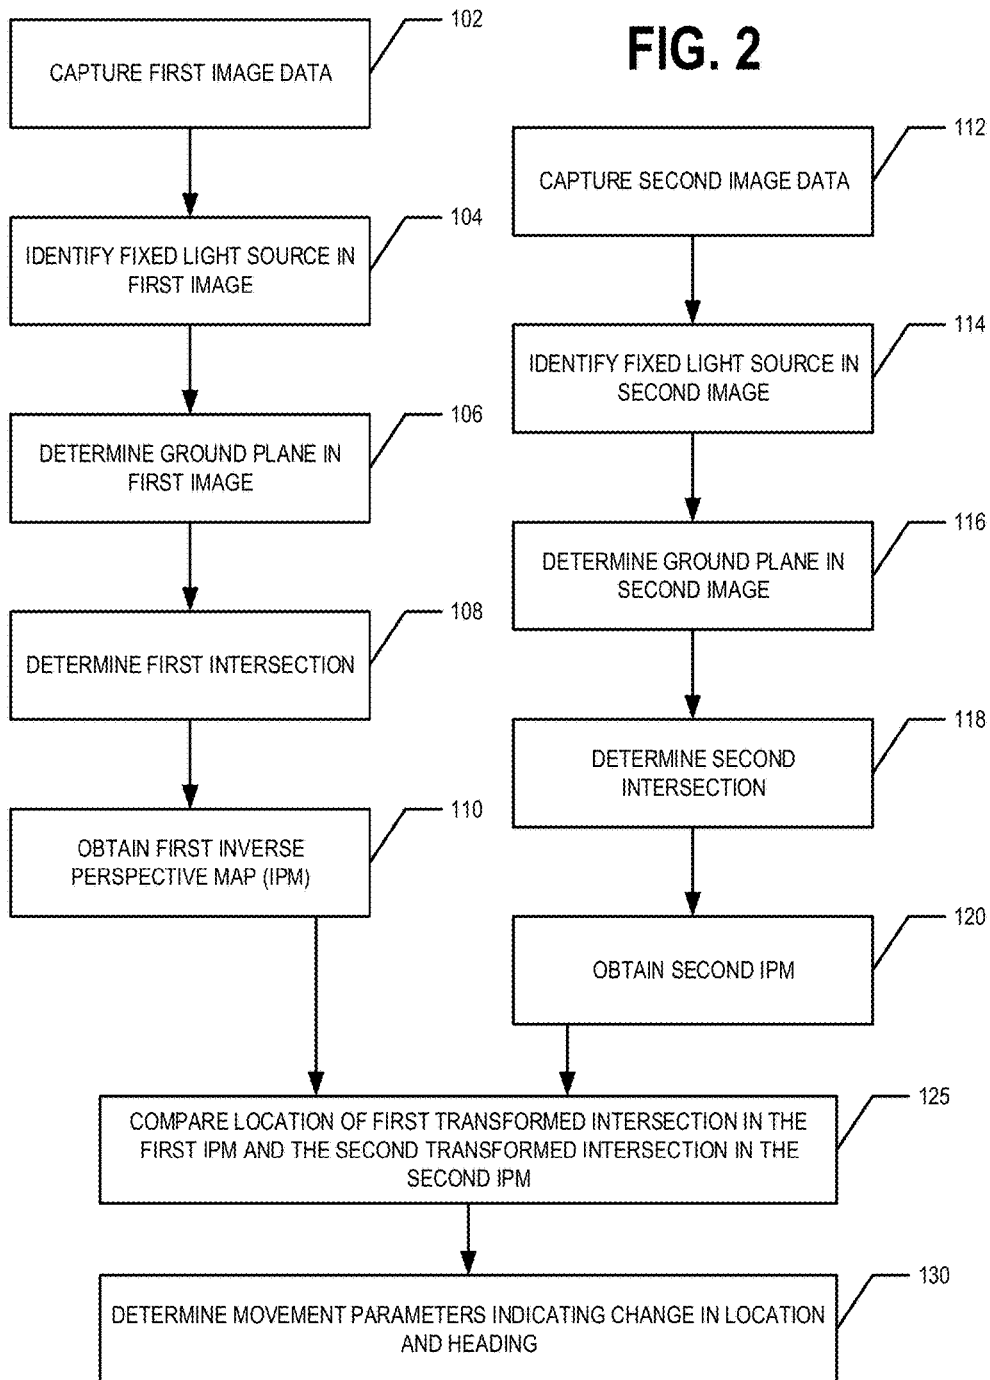 FIG. 2
102
CAPTURE FIRST IMAGE DATA
104
IDENTIFY FIXED LIGHT SOURCE IN
FIRST IMAGE
106
DETERMINE GROUND PLANE IN
FIRST IMAGE
108
DETERMINE FIRST INTERSECTION
110
OBTAIN FIRST INVERSE
PERSPECTIVE MAP (IPM)
112
CAPTURE SECOND IMAGE DATA
114
IDENTIFY FIXED LIGHT SOURCE IN
SECOND IMAGE
116
DETERMINE GROUND PLANE IN
SECOND IMAGE
118
DETERMINE SECOND
INTERSECTION
120
OBTAIN SECOND IPM
125
COMPARE LOCATION OF FIRST TRANSFORMED INTERSECTION IN THE
FIRST IPM AND THE SECOND TRANSFORMED INTERSECTION IN THE
SECOND IPM
130
DETERMINE MOVEMENT PARAMETERS INDICATING CHANGE IN LOCATION
AND HEADING